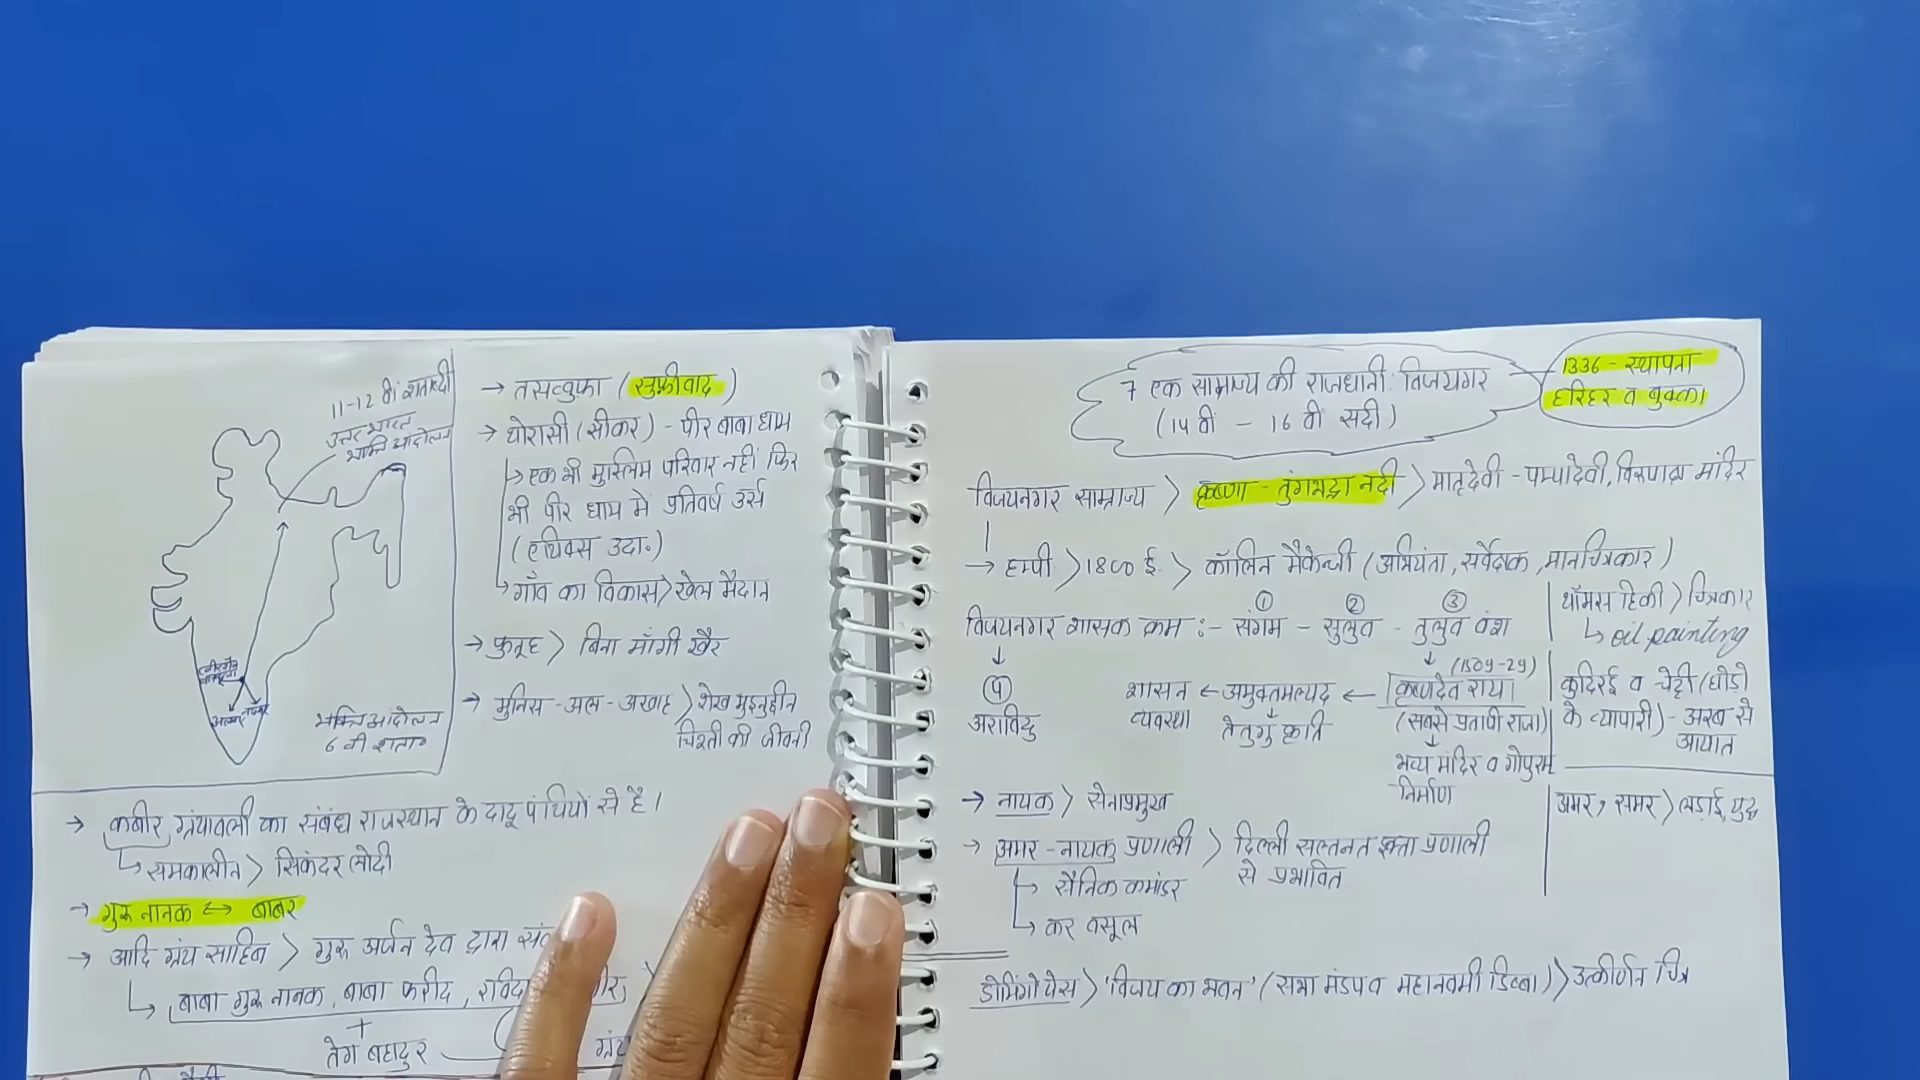 11-12 वीं शताब्दी
उत्तर भारत
भक्ति आंदोलन
भक्ति आंदोलन
6 वी शता०
→ तसव्वुफ (सूफीवाद)
→ थोरासी (सीकर) - पीर बाबा धाम
→ एक भी मुस्लिम परिवार नहीं फिर
भी पीर धाम मे प्रतिवर्ष उर्स
(एथिक्स उदा०)
→ गाँव का विकास > खेल मैदान
→ फुतूह > बिना माँगी खैर
→ मुनिस-अल-अखाह > शेख मुइनुद्दीन
चिश्ती की जीवनी
→ कबीर ग्रंथावली का संबंध राजस्थान के दादू पंथियों से है।
समकालीन > सिकंदर लोदी
→ गुरु नानक ↔ बाबर
→ आदि ग्रंथ साहिब > गुरु अर्जन देव द्वारा
बाबा गुरु नानक, बाबा फरीद,
+
तेग बहादुर
7 एक साम्राज्य की राजधानी: विजयनगर
(14 वी - 16 वी सदी)
1336 - स्थापना
हरिहर व बुक्का
विजयनगर साम्राज्य > कृष्णा - तुंगभद्रा नदी > मातृदेवी - पम्पादेवी, विरूपाक्ष मंदिर
→ हम्पी > 1800 ई. > कॉलिन मैकेन्जी (अभियंता, सर्वेक्षक, मानचित्रकार)
विजयनगर शासक क्रम :- ① संगम - ② सुलुव - ③ तुलुव वंश
↓
④
अराविदु
↓ (1509-29)
शासन ← अमुक्तमल्यद ← कृष्णदेव राया
व्यवस्था
तेलुगु कृति
(सबसे प्रतापी राजा)
↓
भव्य मंदिर व गोपुरम
निर्माण
थॉमस हिकी > चित्रकार
↳ oil painting
कुदिरई व चेट्टी (घोडो
के व्यापारी) - अरब से
आयात
अमर, समर > लड़ाई, युद्ध
→ नायक > सेनाप्रमुख
→ अमर - नायक प्रणाली > दिल्ली सल्तनत इक्ता प्रणाली
से प्रभावित
सैनिक कमांडर
कर वसूल
डोमिंगो पेस > 'विजय का भवन' (सभा मंडप व महानवमी डिब्बा) > उत्कीर्णन चित्र